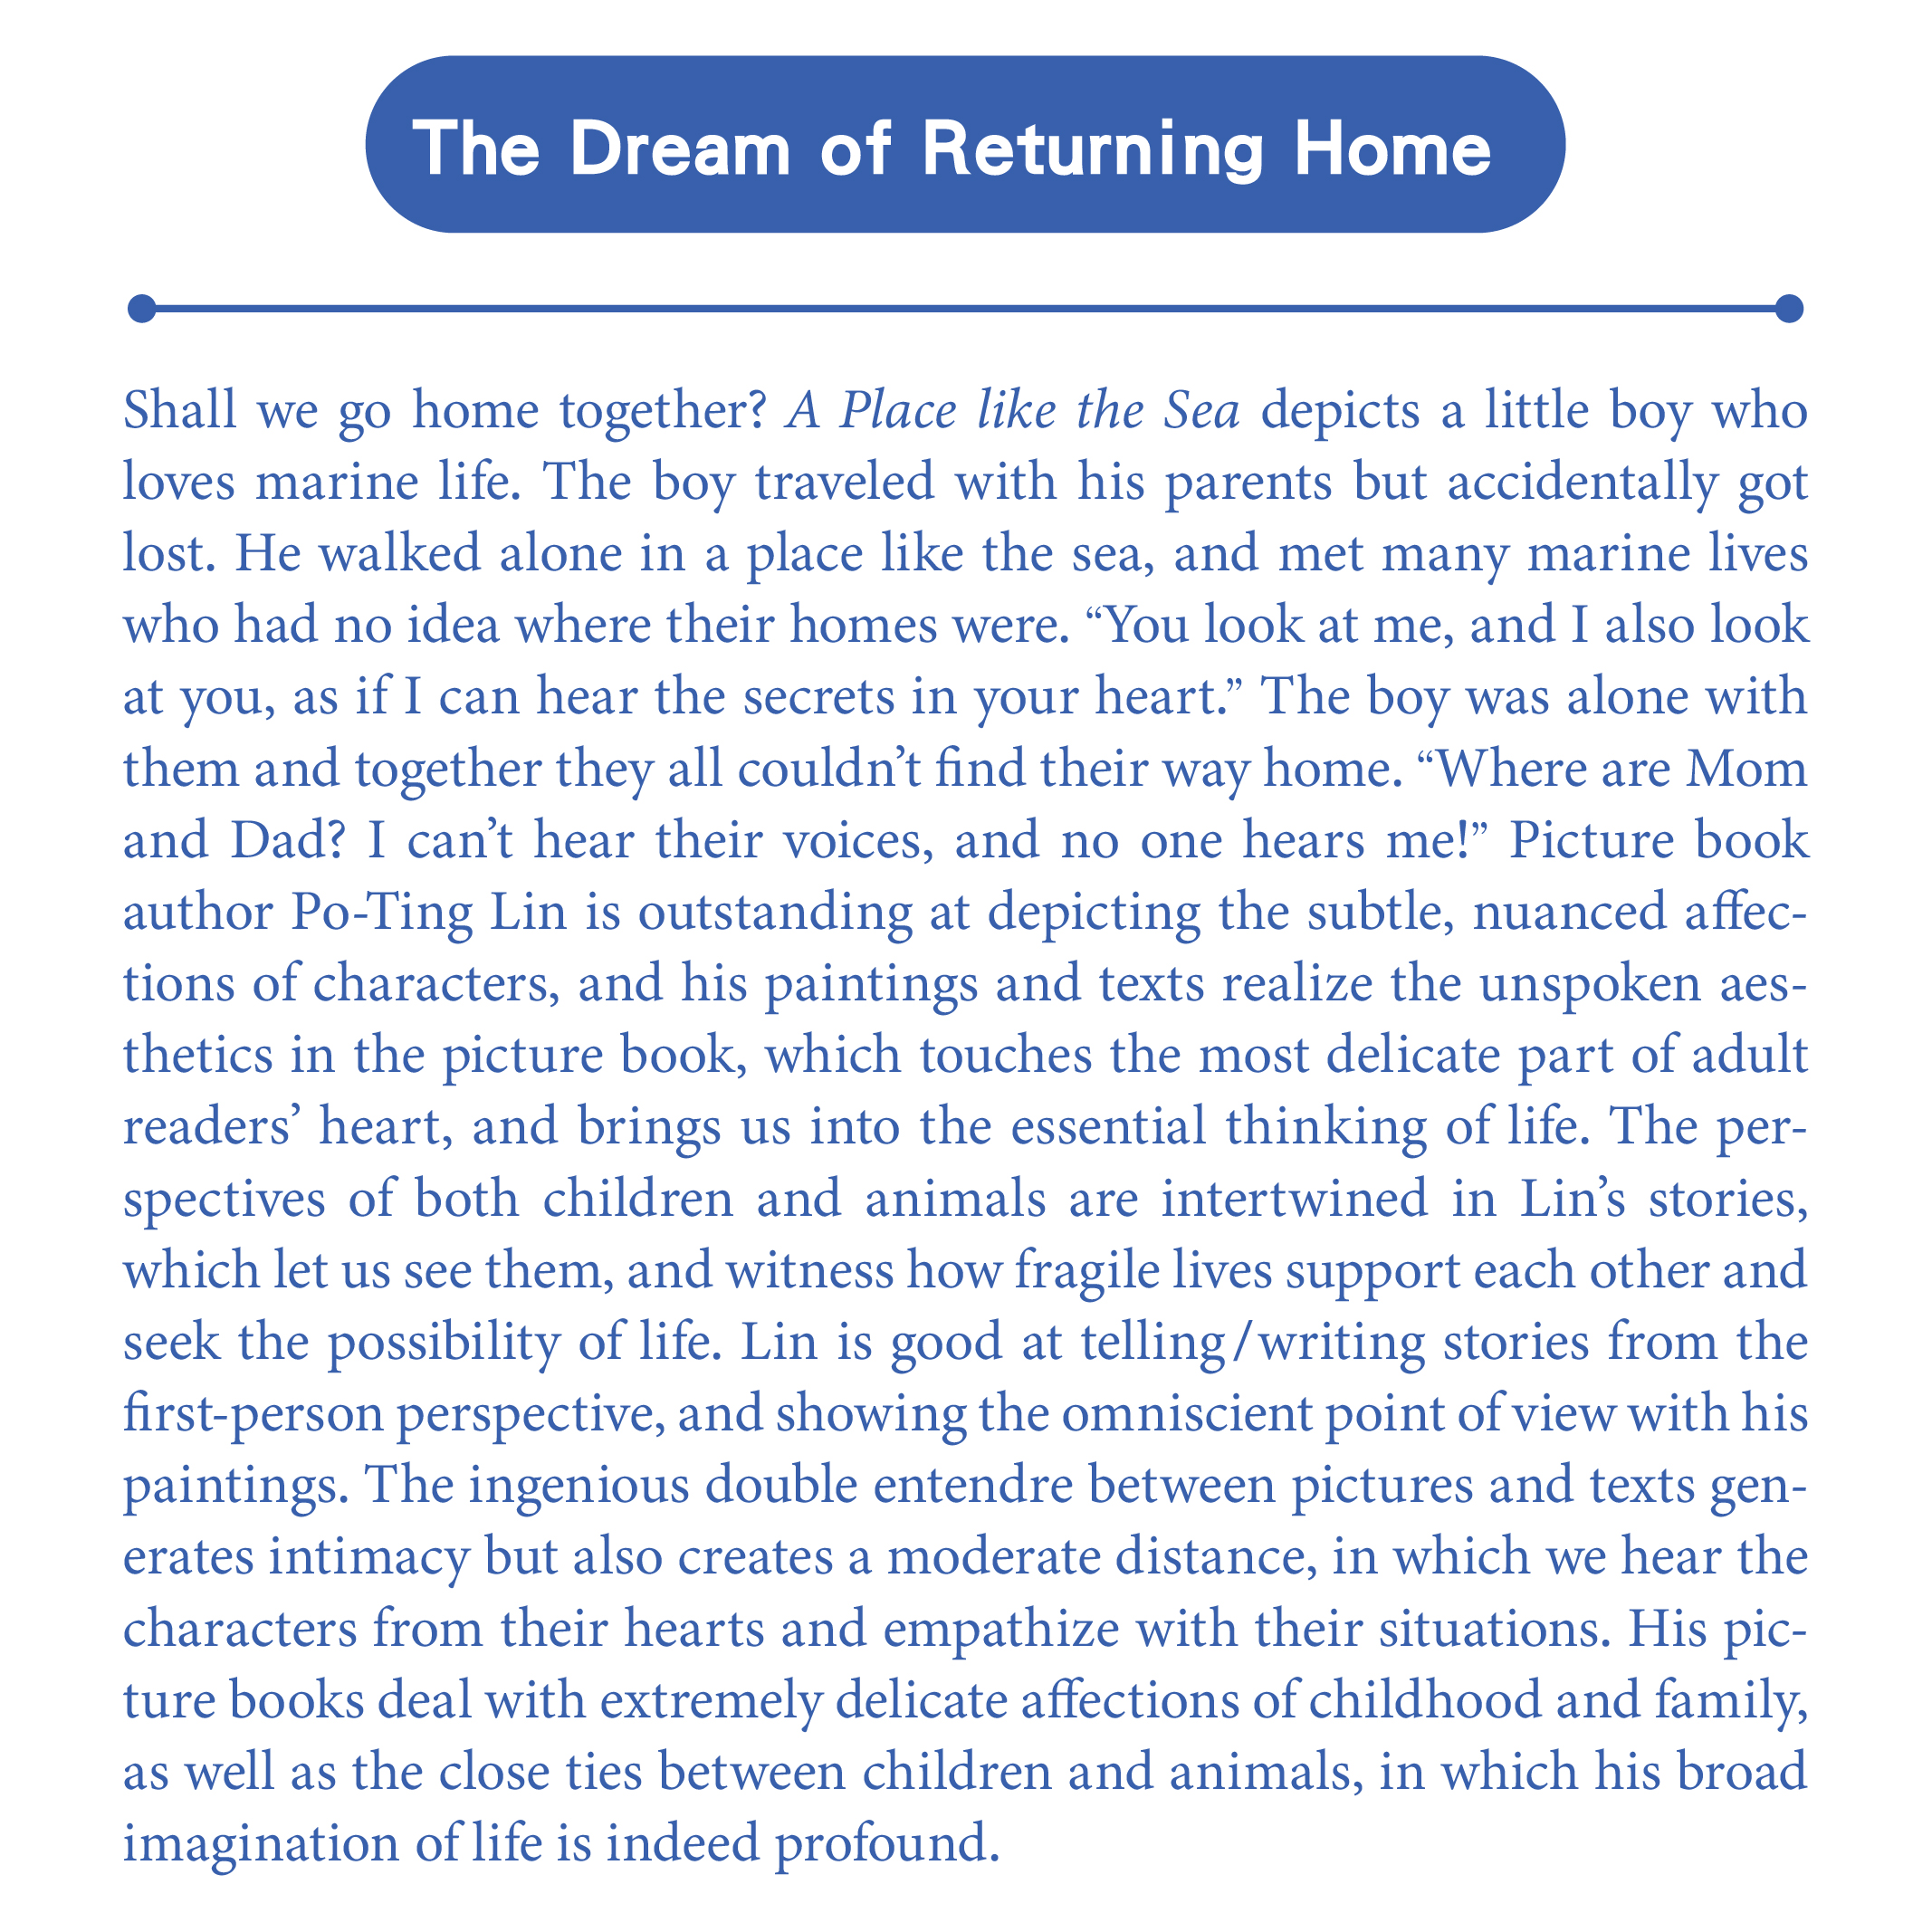 The Dream of Returning Home
Shall we go home together? A Place like the Sea depicts a little boy who
loves marine life. The boy traveled with his parents but accidentally got
lost. He walked alone in a place like the sea, and met many marine lives
who had no idea where their homes were. “You look at me, and I also look
at you, as if I can hear the secrets in your heart.” The boy was alone with
them and together they all couldn’t find their way home. “Where are Mom
and Dad? I can’t hear their voices, and no one hears me!” Picture book
author Po-Ting Lin is outstanding at depicting the subtle, nuanced affec-
tions of characters, and his paintings and texts realize the unspoken aes-
thetics in the picture book, which touches the most delicate part of adult
readers’ heart, and brings us into the essential thinking of life. The per-
spectives of both children and animals are intertwined in Lin’s stories,
which let us see them, and witness how fragile lives support each other and
seek the possibility of life. Lin is good at telling/writing stories from the
first-person perspective, and showing the omniscient point of view with his
paintings. The ingenious double entendre between pictures and texts gen-
erates intimacy but also creates a moderate distance, in which we hear the
characters from their hearts and empathize with their situations. His pic-
ture books deal with extremely delicate affections of childhood and family,
as well as the close ties between children and animals, in which his broad
imagination of life is indeed profound.